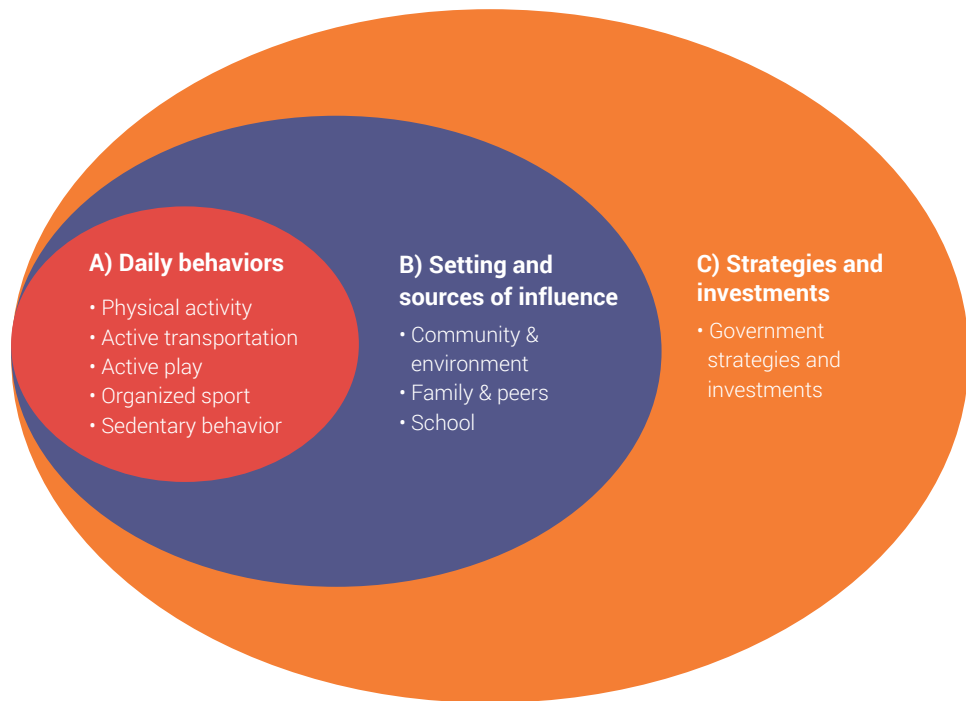 A) Daily behaviors
• Physical activity
• Active transportation
• Active play
• Organized sport
• Sedentary behavior
B) Setting and
sources of influence
• Community &
environment
• Family & peers
• School
C) Strategies and
investments
• Government
strategies and
investments